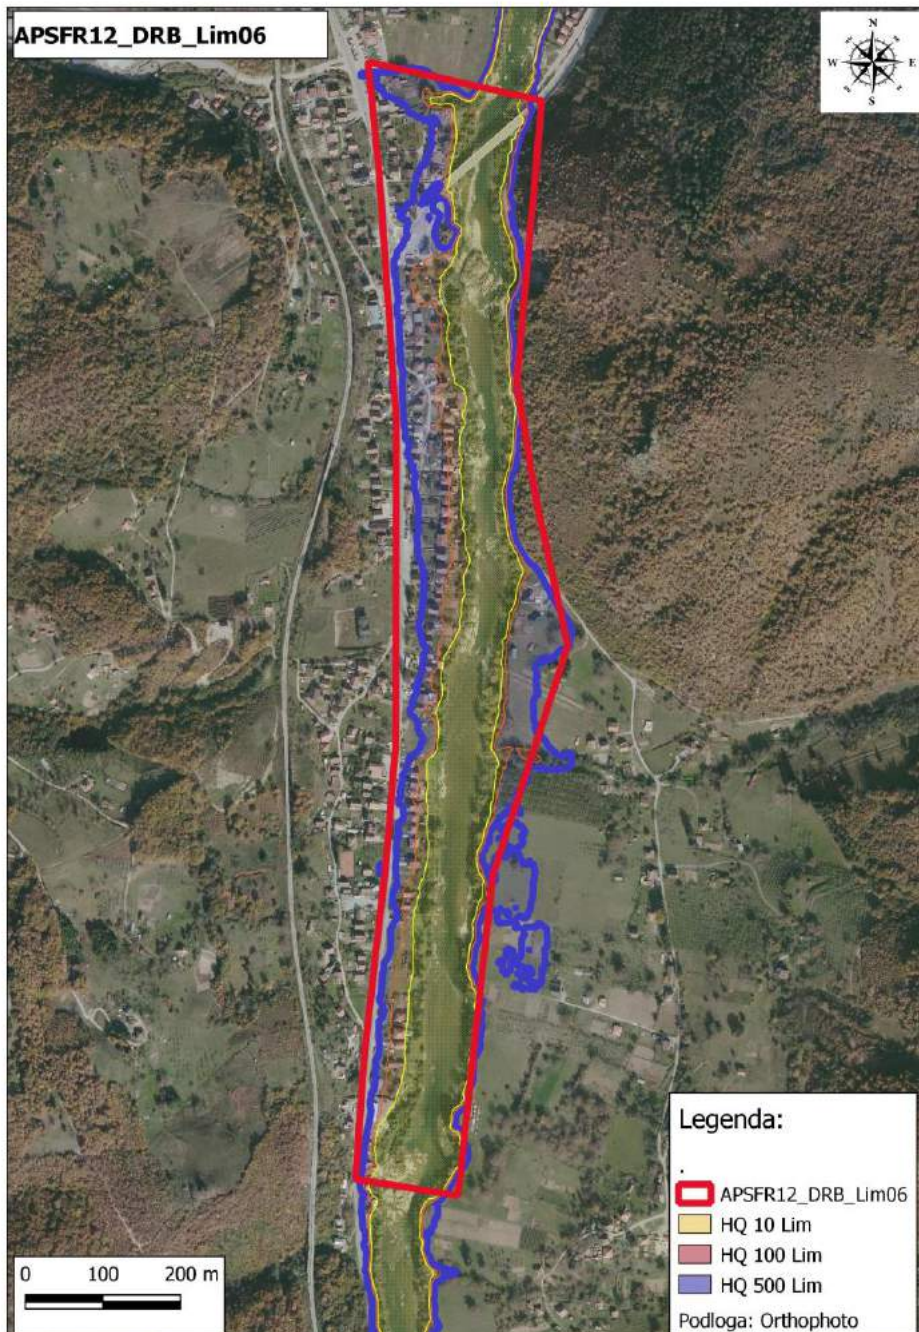 APSFR12_DRB_Lim06
N
W E
S
Legenda:
.
APSFR12_DRB_Lim06
HQ 10 Lim
HQ 100 Lim
HQ 500 Lim
Podloga: Orthophoto
0 100 200 m